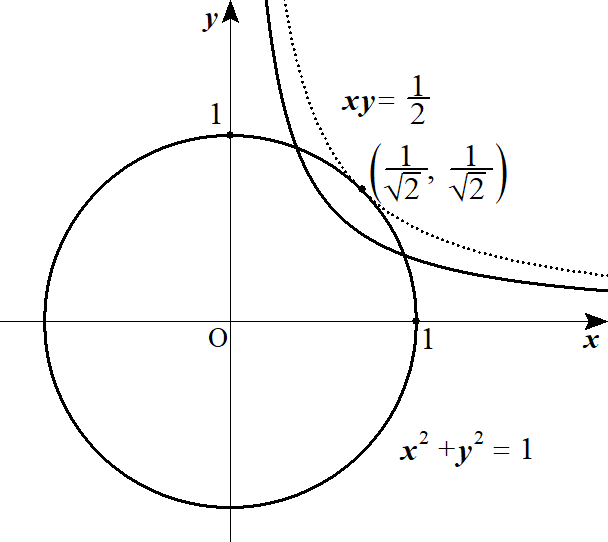 y
xy= 1/2
1
(1/√2, 1/√2)
O
1
x
x² +y² = 1